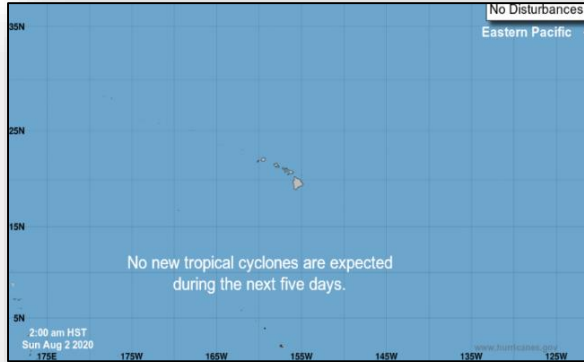 No Disturbances
Eastern Pacific
35N
25N
15N
No new tropical cyclones are expected
during the next five days.
5N
2:00 am HST
Sun Aug 2 2020
175E
175W
165W
155W
145W
135W
125W
www.hurricanes.gov